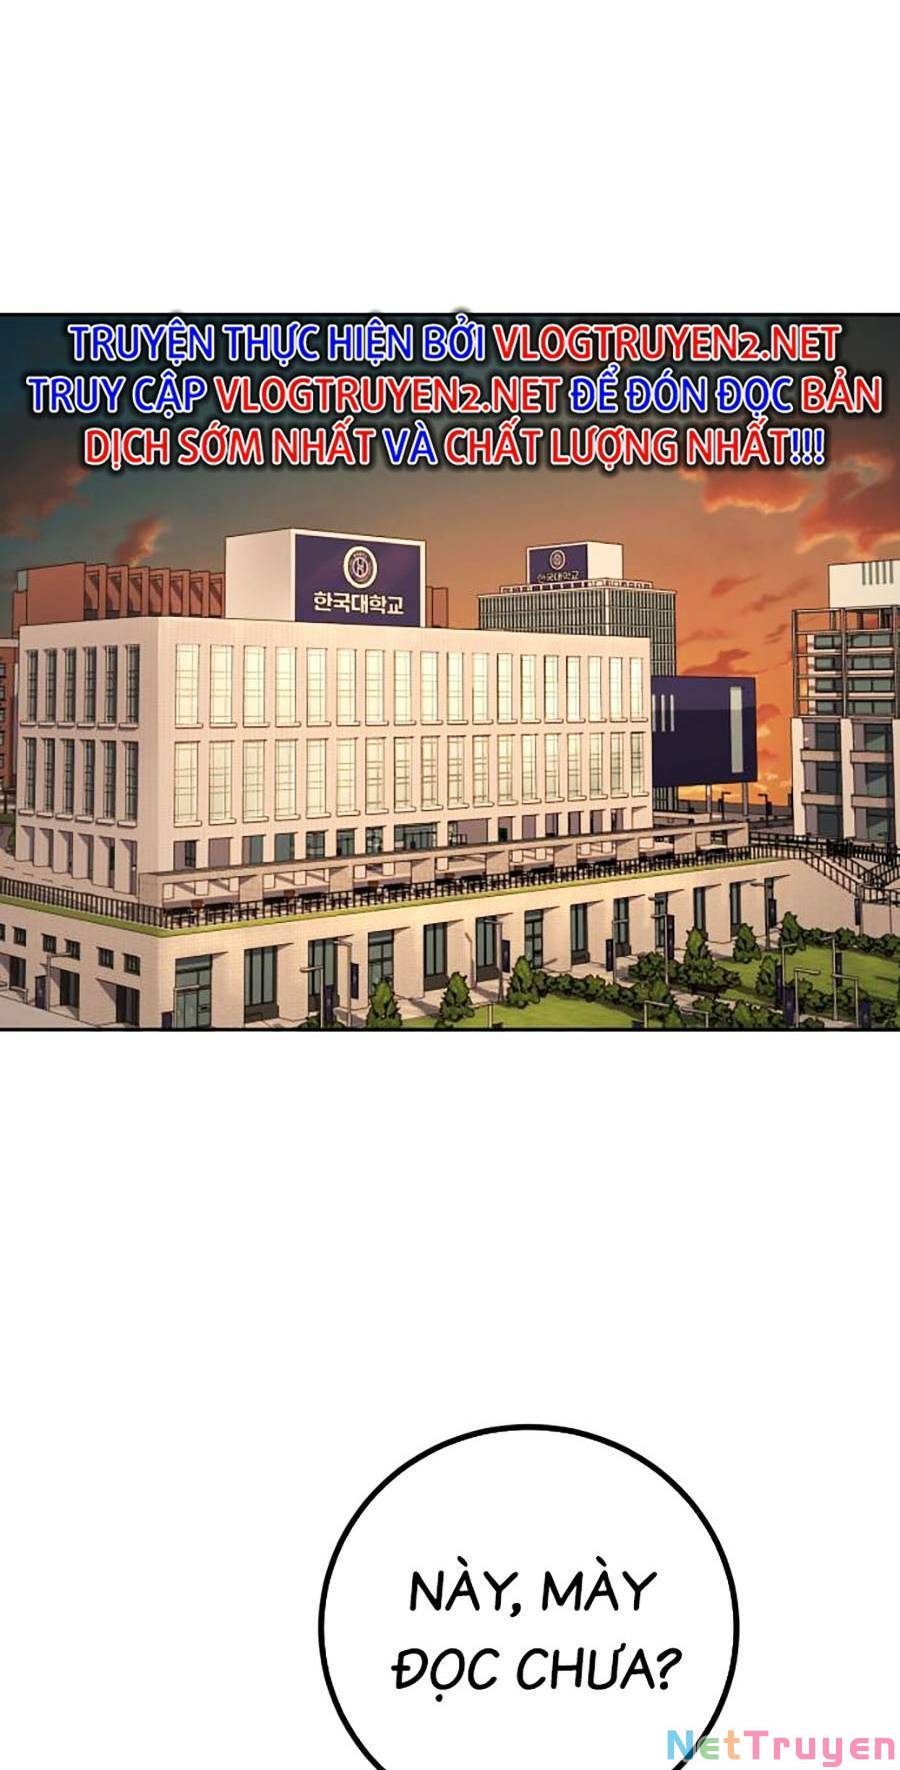 TRUYỆN THỰC HIỆN BỞI VLOGTRUYEN2.NET
TRUY CẬP VLOGTRUYEN2.NET ĐỂ ĐÓN ĐỌC BẢN
DỊCH SỚM NHẤT VÀ CHẤT LƯỢNG NHẤT!!!
한국대학교
한국대학교
NÀY, MÀY
ĐỌC CHƯA?
NetTruyen